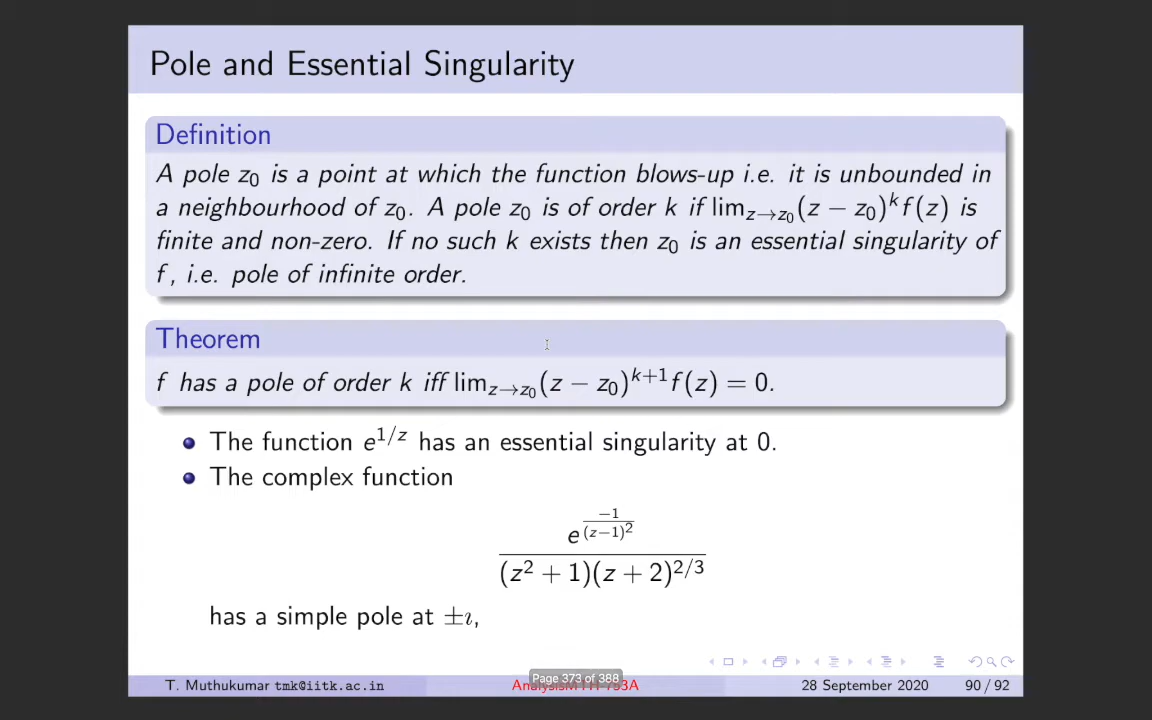 Pole and Essential Singularity
Definition
A pole z₀ is a point at which the function blows-up i.e. it is unbounded in
a neighbourhood of z₀. A pole z₀ is of order k if lim_{z→z₀}(z − z₀)^k f(z) is
finite and non-zero. If no such k exists then z₀ is an essential singularity of
f, i.e. pole of infinite order.
Theorem
f has a pole of order k iff lim_{z→z₀}(z − z₀)^{k+1} f(z) = 0.
The function e^{1/z} has an essential singularity at 0.
The complex function
e^{\frac{-1}{(z−1)^2}}
(z² + 1)(z + 2)^{2/3}
has a simple pole at ±ı,
T. Muthukumar tmk@iitk.ac.in
Page 373 of 388
28 September 2020
90 / 92